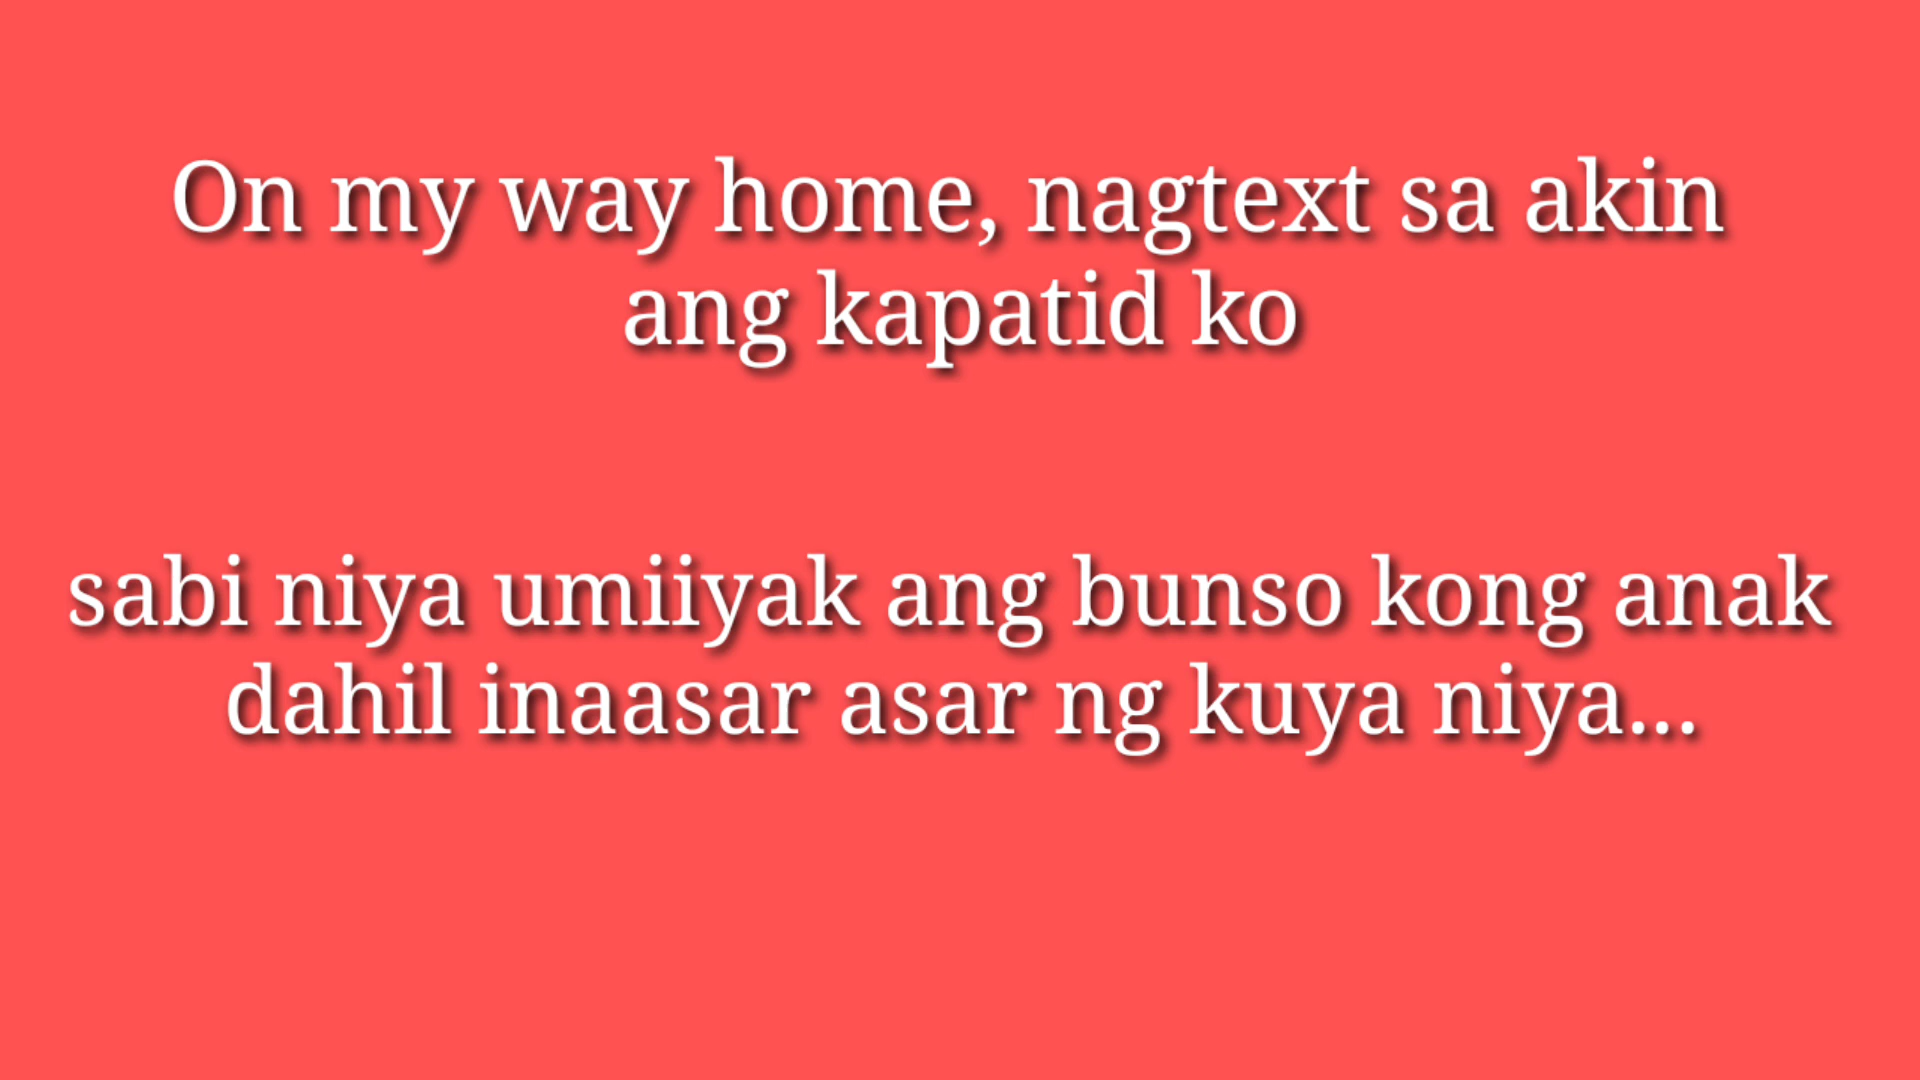 On my way home, nagtext sa akin
ang kapatid ko
sabi niya umiiyak ang bunso kong anak
dahil inaasar asar ng kuya niya...